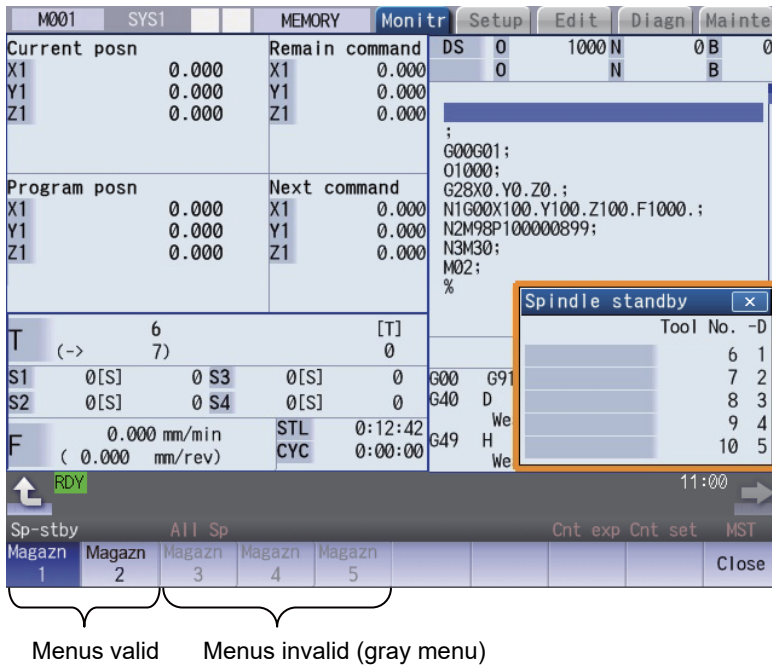 M001 SYS1 MEMORY Monitr Setup Edit Diagn Mainte
Current posn Remain command DS O 1000 N 0 B 0
X1 0.000 X1 0.000 O N B
Y1 0.000 Y1 0.000
Z1 0.000 Z1 0.000
;
G00G01;
O1000;
Program posn Next command G28X0.Y0.Z0.;
X1 0.000 X1 0.000 N1G00X100.Y100.Z100.F1000.;
Y1 0.000 Y1 0.000 N2M98P100000899;
Z1 0.000 Z1 0.000 N3M30;
M02;
%
Spindle standby ×
Tool No. -D
6 1
7 2
8 3
9 4
10 5
T 6 [T]
(-> 7) 0
S1 0[S] 0 S3 0[S] 0 G00 G91
S2 0[S] 0 S4 0[S] 0 G40 D
We
F 0.000 mm/min STL 0:12:42 G49 H
( 0.000 mm/rev) CYC 0:00:00 We
RDY 11:00
Sp-stby All Sp Cnt exp Cnt set MST
Magazn 1 Magazn 2 Magazn 3 Magazn 4 Magazn 5 Close
Menus valid Menus invalid (gray menu)